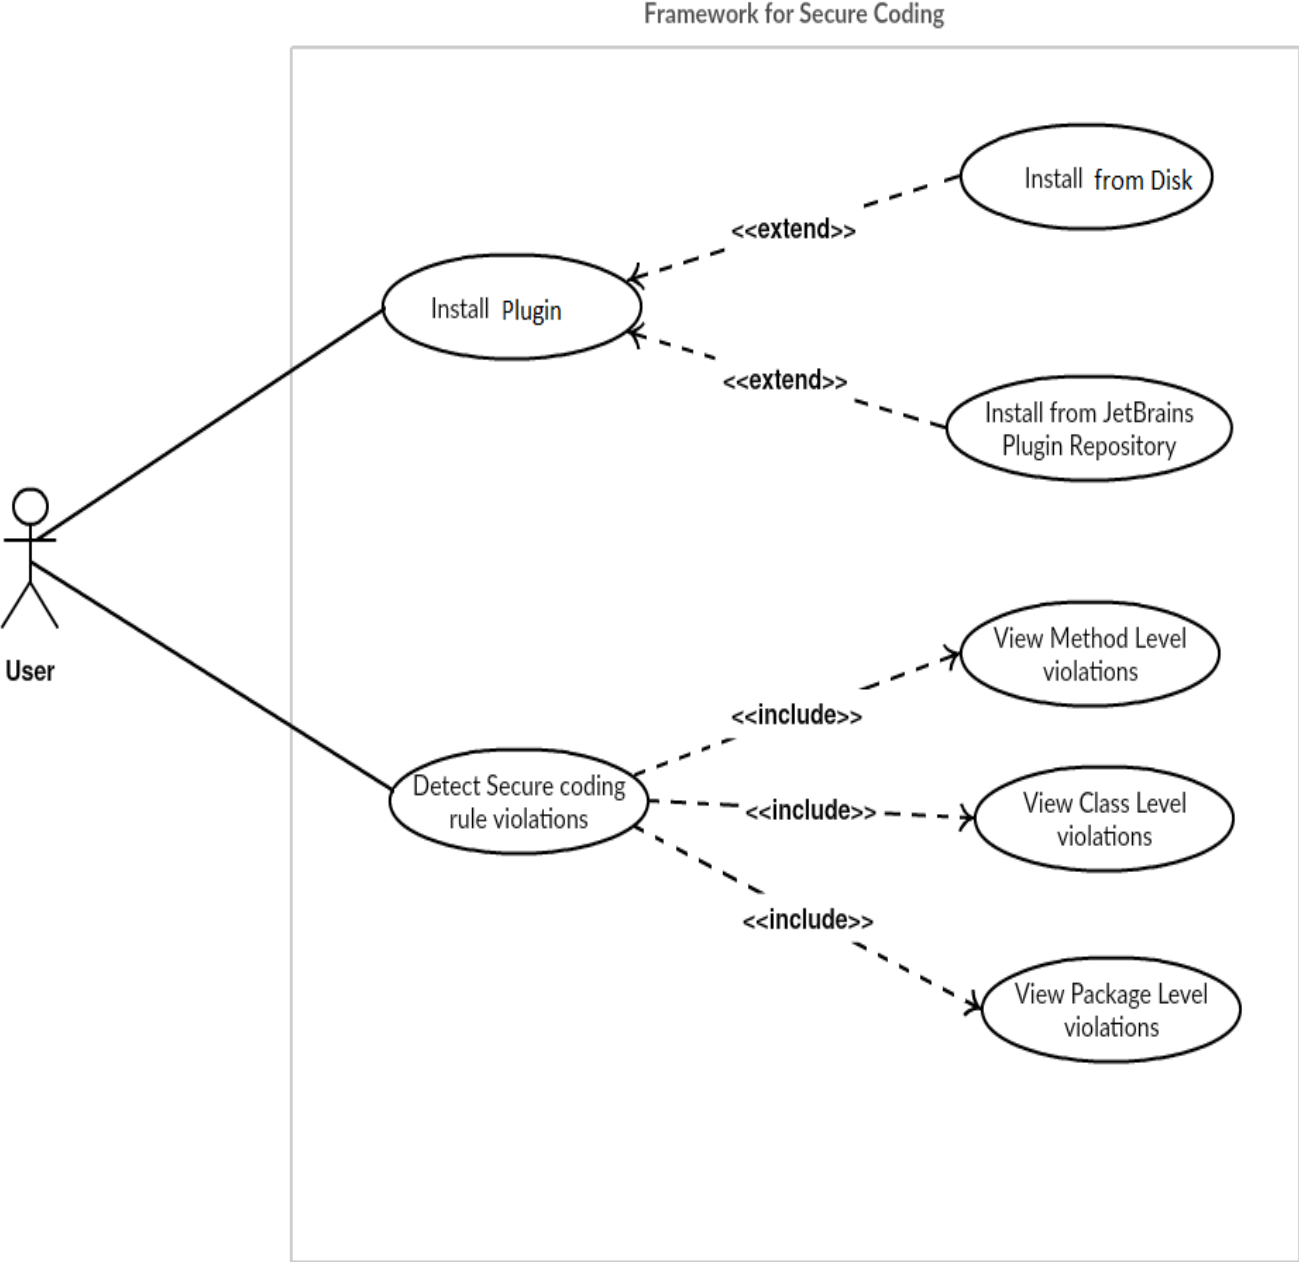 Framework for Secure Coding
Install from Disk
<<extend>>
Install Plugin
<<extend>>
Install from JetBrains
Plugin Repository
User
View Method Level
violations
<<include>>
Detect Secure coding
rule violations
<<include>>
View Class Level
violations
<<include>>
View Package Level
violations